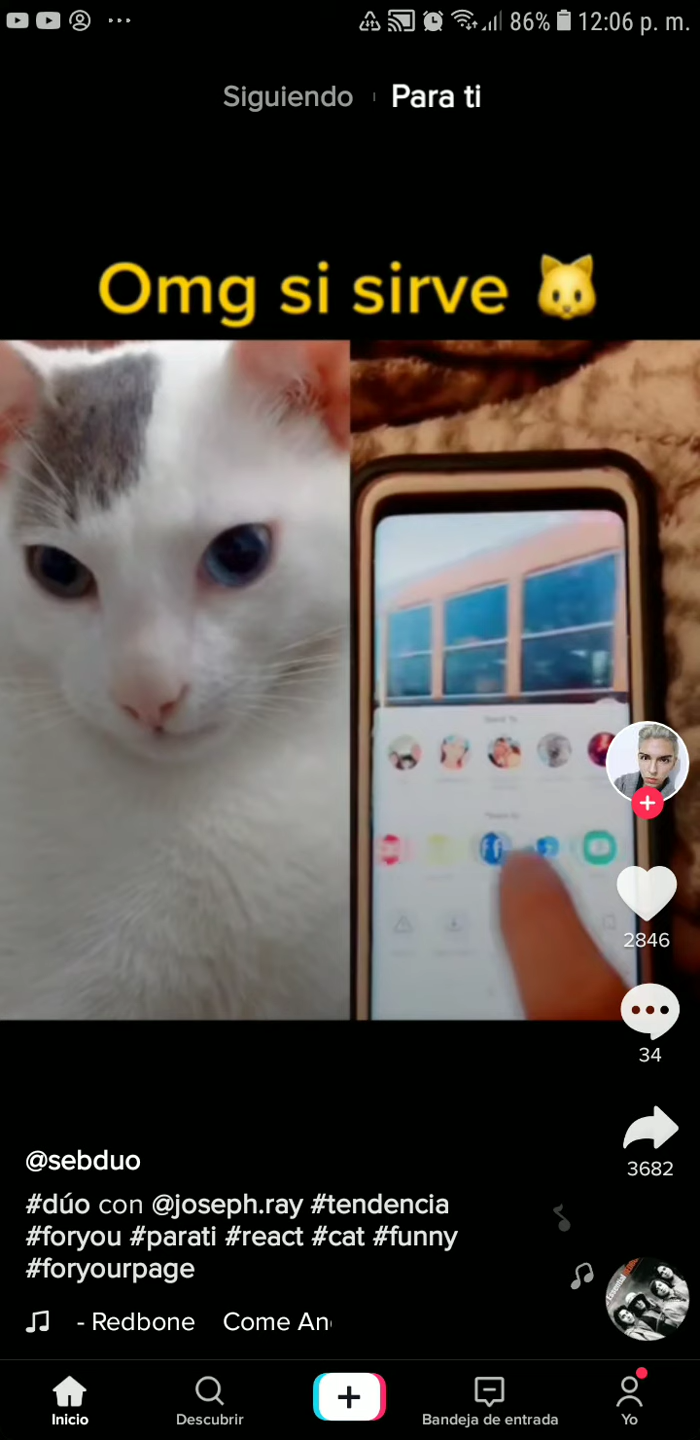 86% 12:06 p. m.
Siguiendo Para ti
Omg si sirve
2846
34
3682
@sebduo
#dúo con @joseph.ray #tendencia
#foryou #parati #react #cat #funny
#foryourpage
- Redbone Come An
Inicio Descubrir Bandeja de entrada Yo